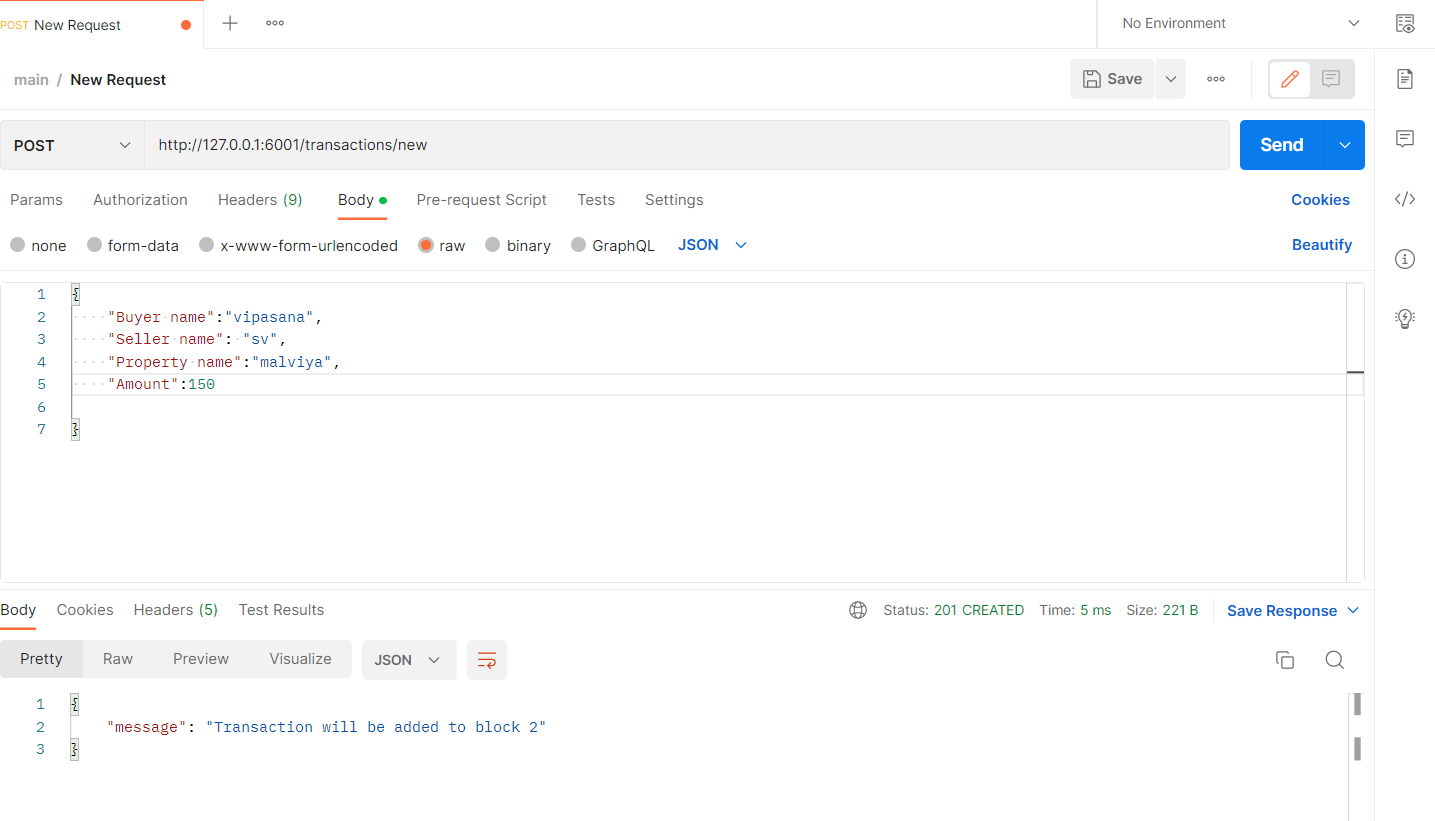 POST New Request
No Environment
main / New Request
Save
POST
http://127.0.0.1:6001/transactions/new
Send
Params Authorization Headers (9) Body Pre-request Script Tests Settings Cookies
none form-data x-www-form-urlencoded raw binary GraphQL JSON Beautify
1 {
2 "Buyer name":"vipasana",
3 "Seller name": "sv",
4 "Property name":"malviya",
5 "Amount":150
6
7 }
Body Cookies Headers (5) Test Results Status: 201 CREATED Time: 5 ms Size: 221 B Save Response
Pretty Raw Preview Visualize JSON
1 {
2 "message": "Transaction will be added to block 2"
3 }